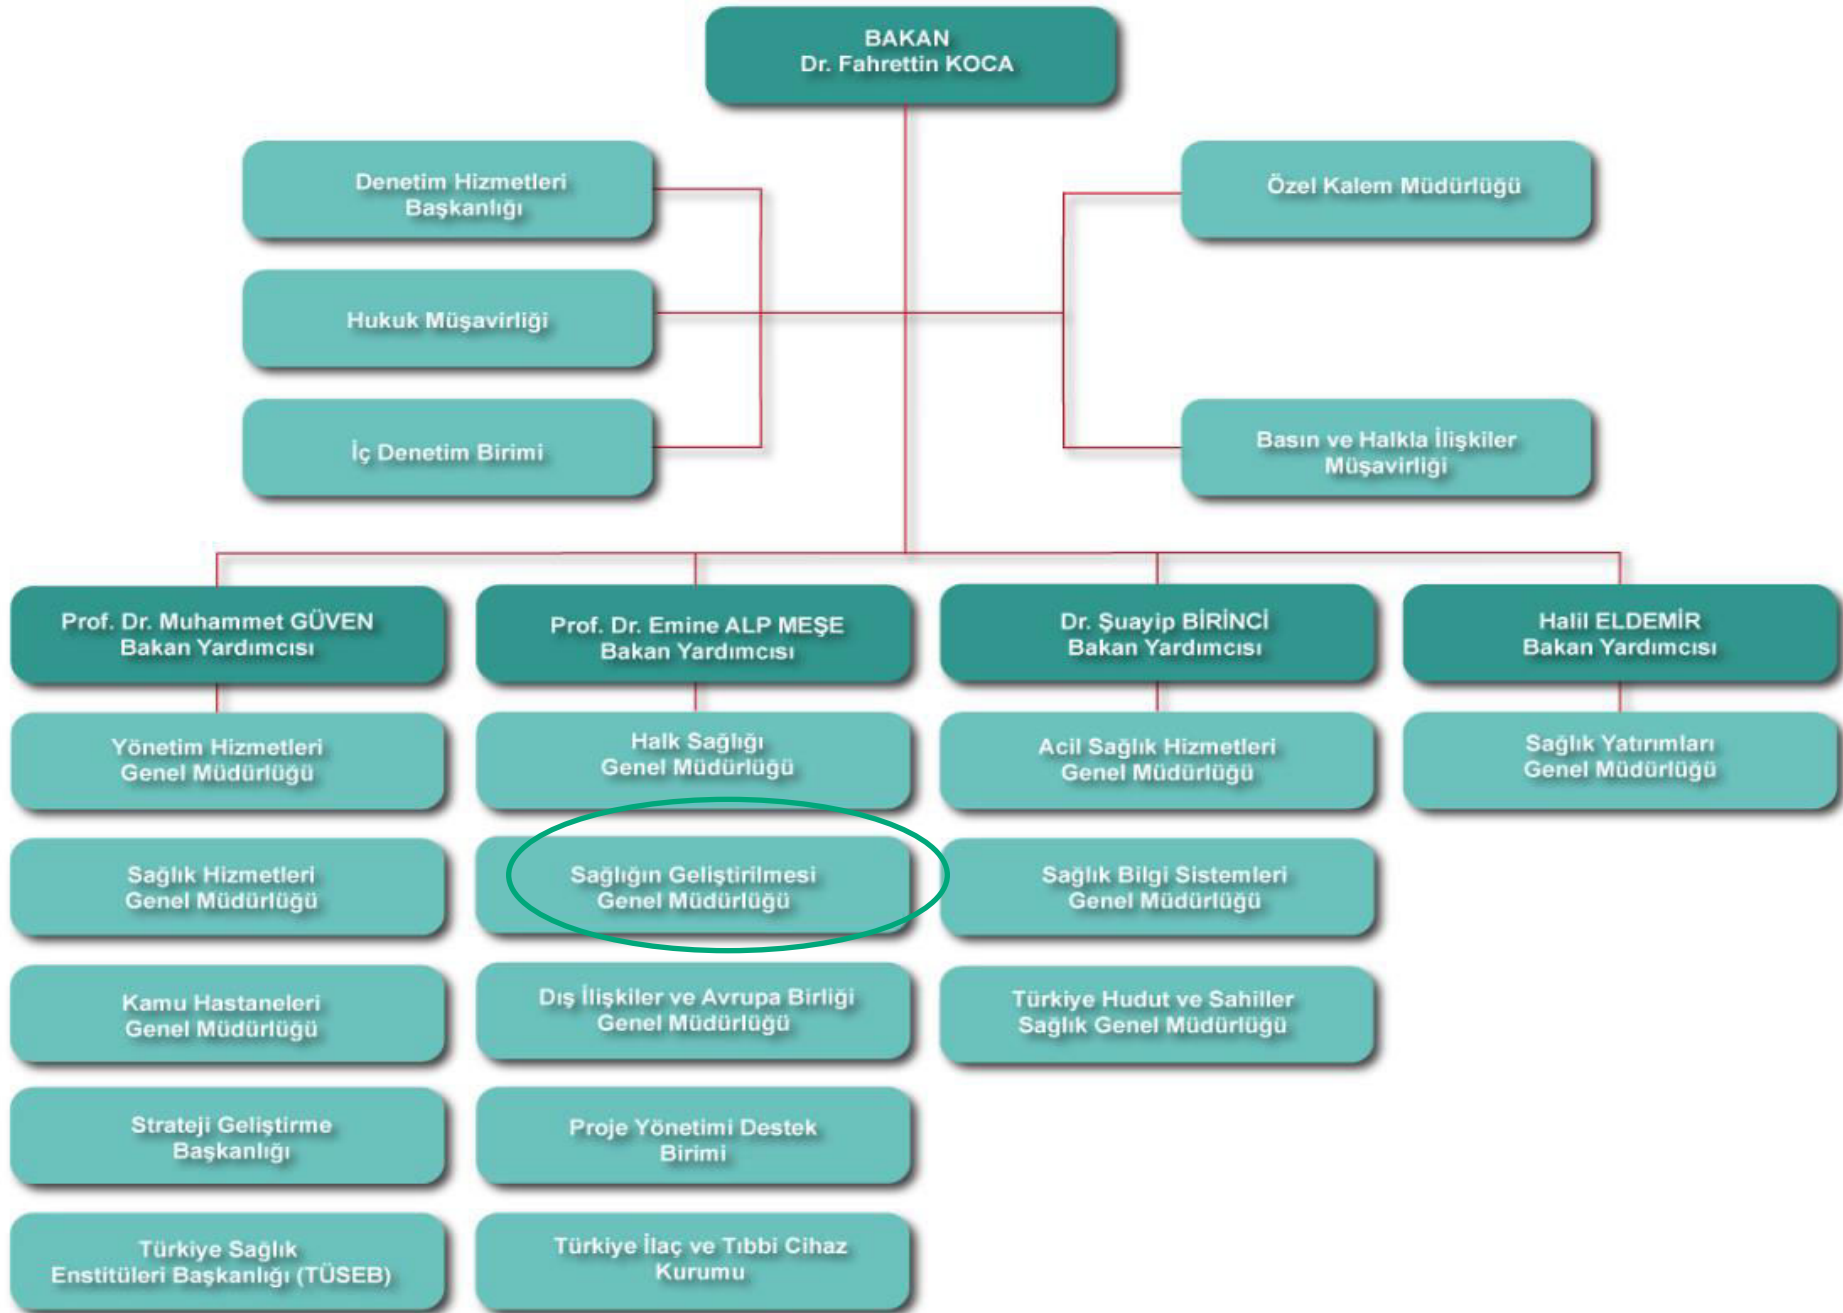 BAKAN
Dr. Fahrettin KOCA
Denetim Hizmetleri
Başkanlığı
Özel Kalem Müdürlüğü
Hukuk Müşavirliği
İç Denetim Birimi
Basın ve Halkla İlişkiler
Müşavirliği
Prof. Dr. Muhammet GÜVEN
Bakan Yardımcısı
Prof. Dr. Emine ALP MEŞE
Bakan Yardımcısı
Dr. Şuayip BİRİNCİ
Bakan Yardımcısı
Halil ELDEMİR
Bakan Yardımcısı
Yönetim Hizmetleri
Genel Müdürlüğü
Halk Sağlığı
Genel Müdürlüğü
Acil Sağlık Hizmetleri
Genel Müdürlüğü
Sağlık Yatırımları
Genel Müdürlüğü
Sağlık Hizmetleri
Genel Müdürlüğü
Sağlığın Geliştirilmesi
Genel Müdürlüğü
Sağlık Bilgi Sistemleri
Genel Müdürlüğü
Kamu Hastaneleri
Genel Müdürlüğü
Dış İlişkiler ve Avrupa Birliği
Genel Müdürlüğü
Türkiye Hudut ve Sahiller
Sağlık Genel Müdürlüğü
Strateji Geliştirme
Başkanlığı
Proje Yönetimi Destek
Birimi
Türkiye Sağlık
Enstitüleri Başkanlığı (TÜSEB)
Türkiye İlaç ve Tıbbi Cihaz
Kurumu